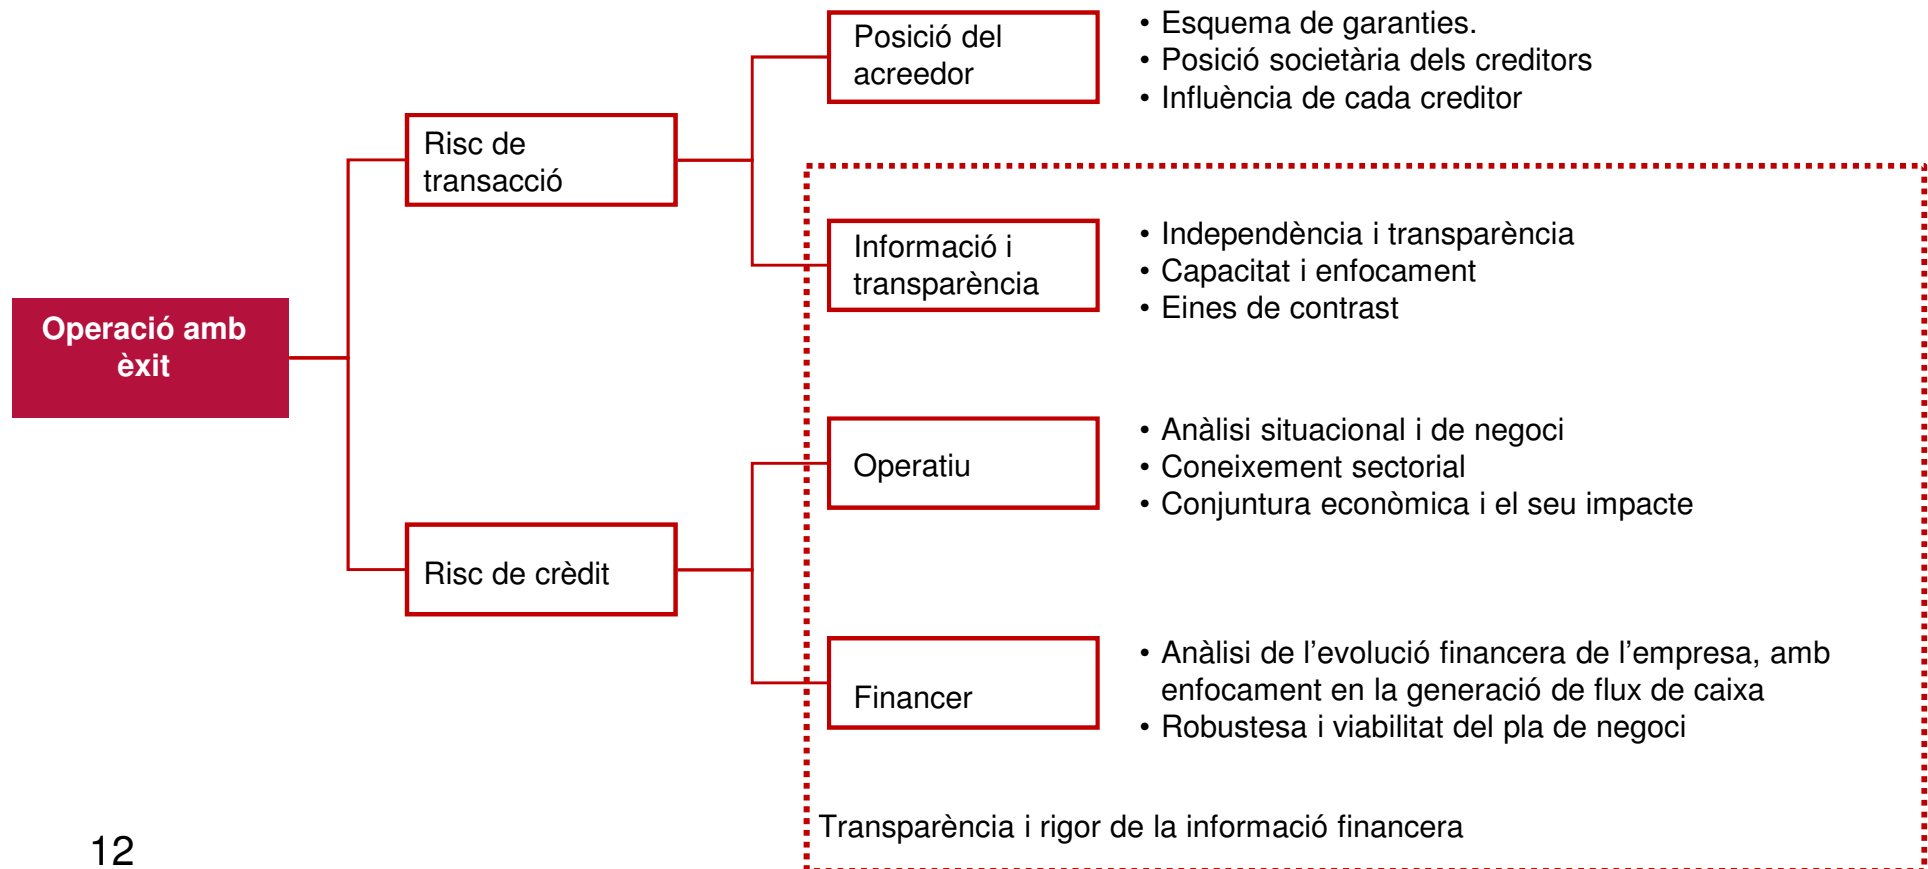 Operació amb
èxit
Risc de
transacció
Posició del
acreedor
• Esquema de garanties.
• Posició societària dels creditors
• Influència de cada creditor
Informació i
transparència
• Independència i transparència
• Capacitat i enfocament
• Eines de contrast
Risc de crèdit
Operatiu
• Anàlisi situacional i de negoci
• Coneixement sectorial
• Conjuntura econòmica i el seu impacte
Financer
• Anàlisi de l’evolució financera de l’empresa, amb
enfocament en la generació de flux de caixa
• Robustesa i viabilitat del pla de negoci
Transparència i rigor de la informació financera
12